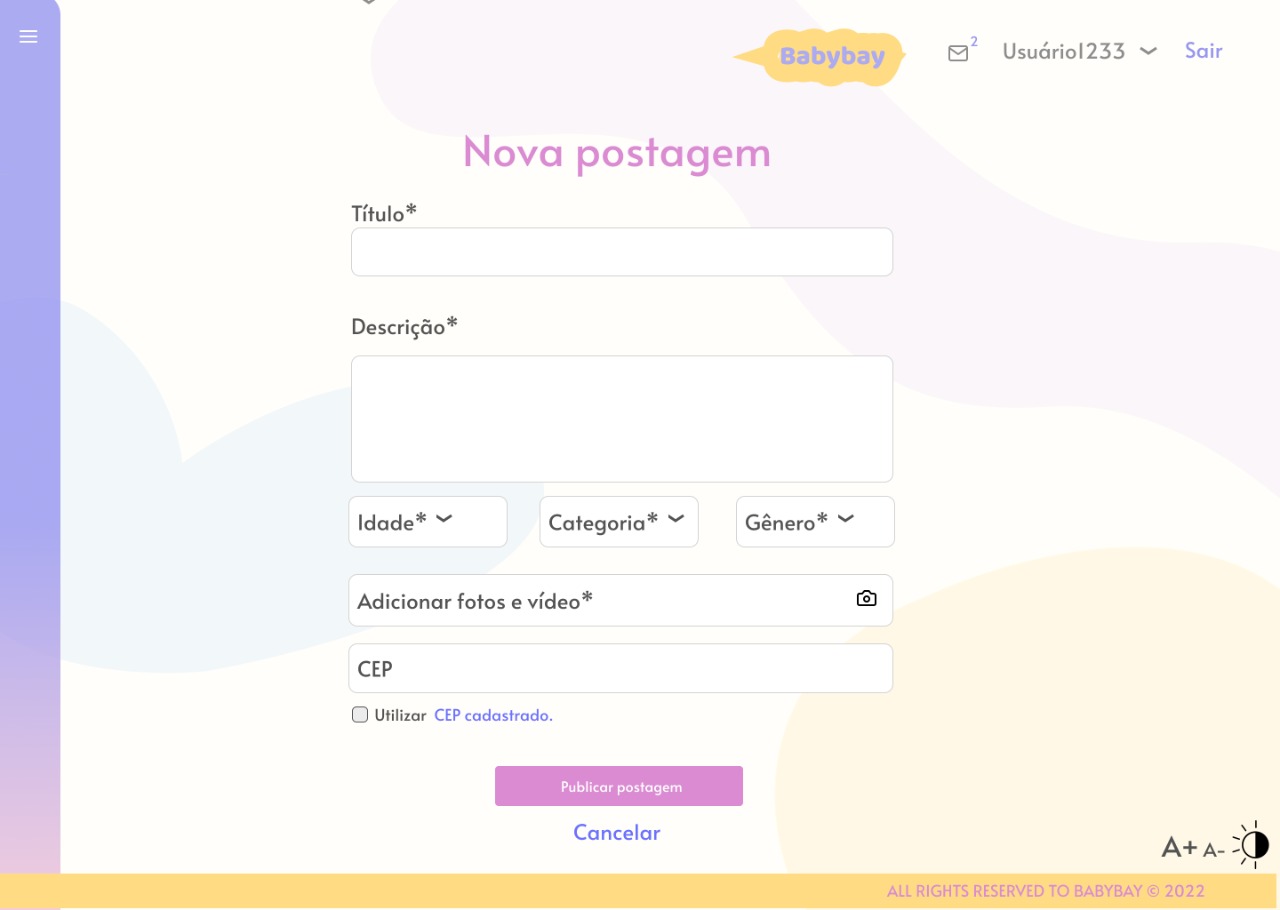 Babybay
2
Usuário1233
Sair
Nova postagem
Título*
Descrição*
Idade*
Categoria*
Gênero*
Adicionar fotos e vídeo*
CEP
Utilizar CEP cadastrado.
Publicar postagem
Cancelar
A+ A-
ALL RIGHTS RESERVED TO BABYBAY © 2022